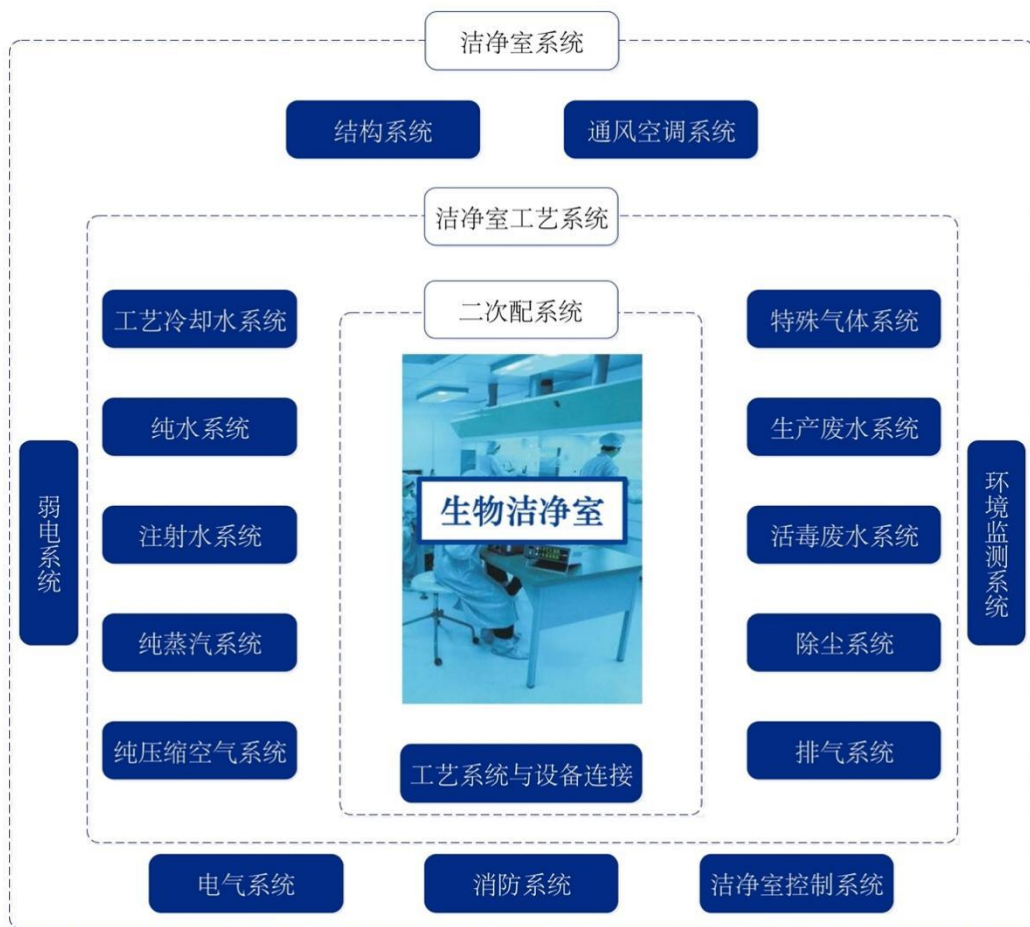 洁净室系统
结构系统
通风空调系统
洁净室工艺系统
工艺冷却水系统
二次配系统
特殊气体系统
纯水系统
生产废水系统
弱电系统
生物洁净室
环境监测系统
注射水系统
活毒废水系统
纯蒸汽系统
除尘系统
纯压缩空气系统
工艺系统与设备连接
排气系统
电气系统
消防系统
洁净室控制系统